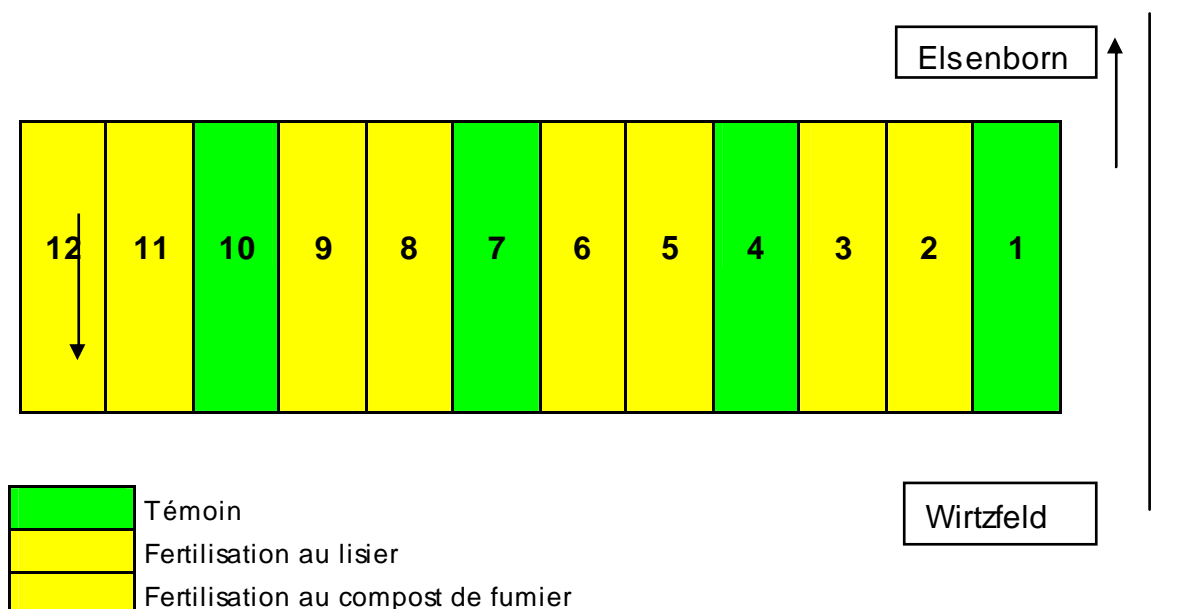 Elsenborn
12 11 10 9 8 7 6 5 4 3 2 1
Témoin
Wirtzfeld
Fertilisation au lisier
Fertilisation au compost de fumier